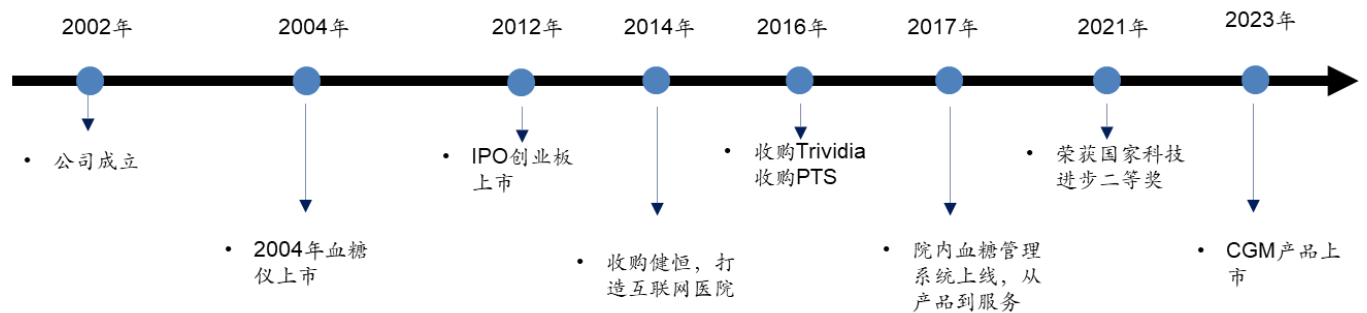 2002年
2004年
2012年
2014年
2016年
2017年
2021年
2023年
• 公司成立
• 2004年血糖
仪上市
• IPO创业板
上市
• 收购健恒，打
造互联网医院
• 收购Trividia
收购PTS
• 院内血糖管理
系统上线，从
产品到服务
• 荣获国家科技
进步二等奖
• CGM产品上
市